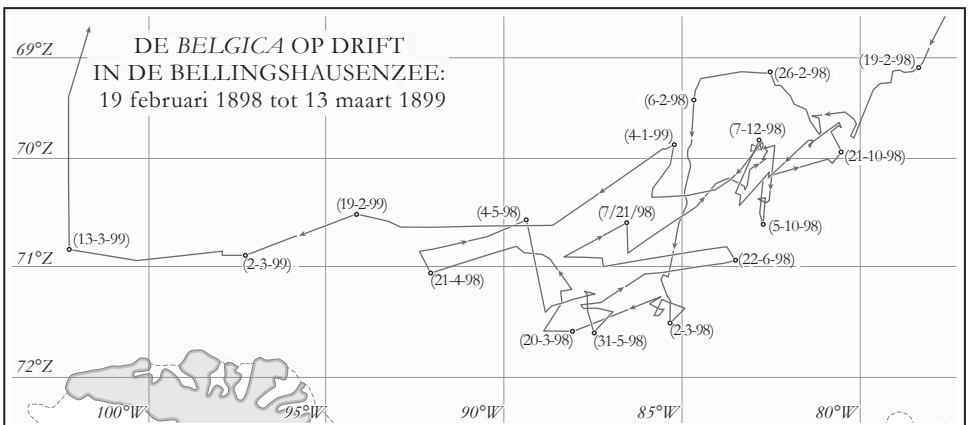 DE BELGICA OP DRIFT
IN DE BELLINGSHAUSENZEE:
19 februari 1898 tot 13 maart 1899
69°Z
(19-2-98)
(26-2-98)
(6-2-98)
(7-12-98)
(4-1-99)
70°Z
(21-10-98)
(19-2-99)
(4-5-98)
(7/21/98)
(5-10-98)
(13-3-99)
(2-3-99)
71°Z
(21-4-98)
(22-6-98)
(20-3-98)
(31-5-98)
(2-3-98)
72°Z
100°W
95°W
90°W
85°W
80°W